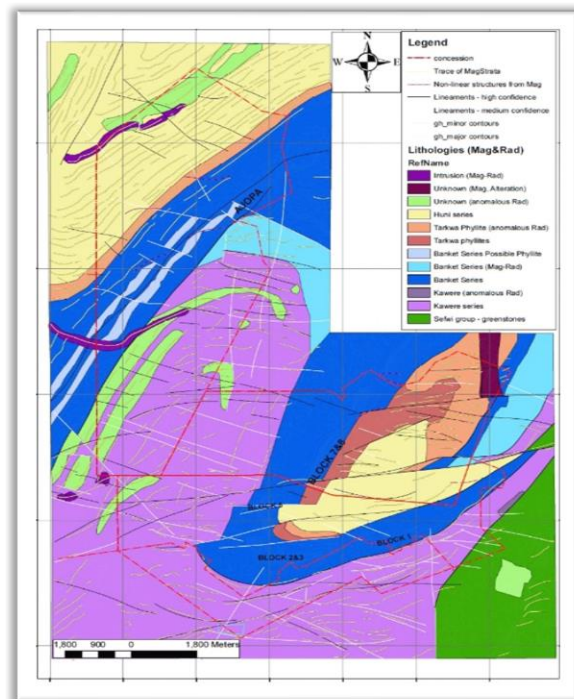 N
W E
S
Legend
concession
Trace of MagStrata
Non-linear structures from Mag
Lineaments - high confidence
Lineaments - medium confidence
gh_minor contours
gh_major contours
Lithologies (Mag&Rad)
RefName
Intrusion (Mag-Rad)
Unknown (Mag. Alteration)
Unknown (anomalous Rad)
Huni series
Tarkwa Phyllite (anomalous Rad)
Tarkwa phyllites
Banket Series Possible Phyllite
Banket Series (Mag-Rad)
Banket Series
Kawere (anomalous Rad)
Kawere series
Sefwi group - greenstones
BLOCK
BLOCK 1
BLOCK 2&3
1,800 900 0 1,800 Meters